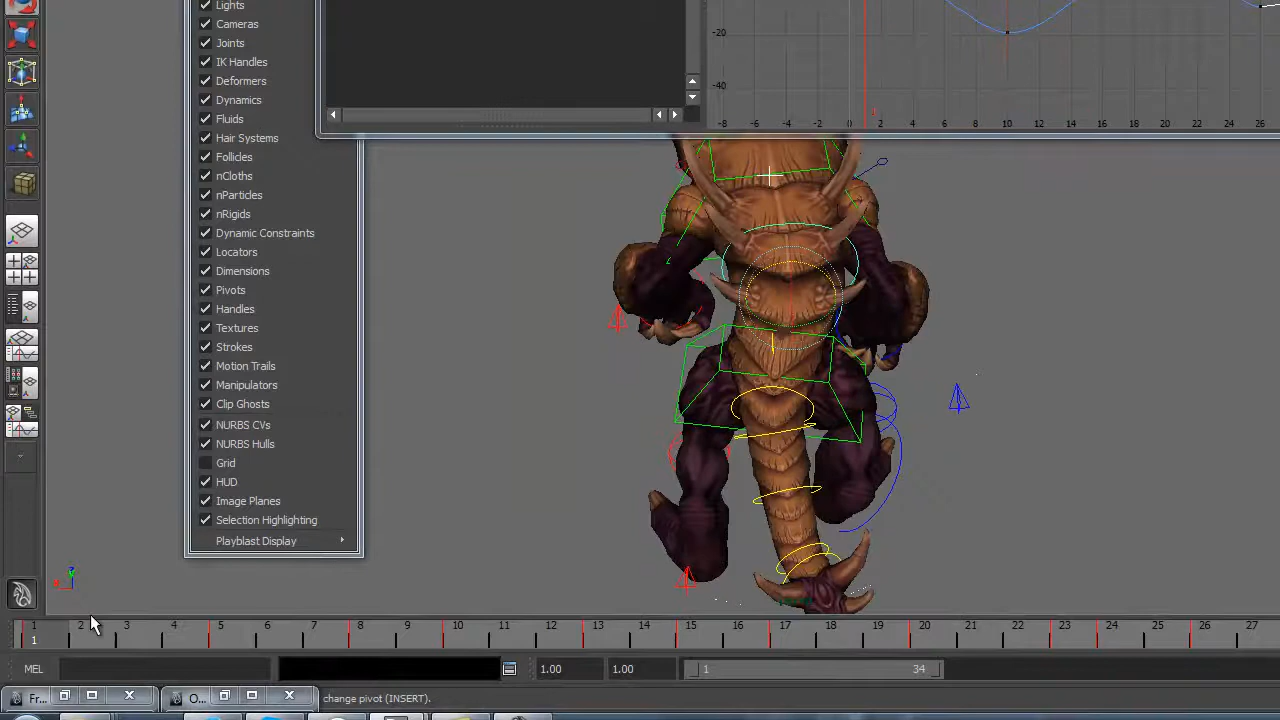 Lights
Cameras
Joints
IK Handles
Deformers
Dynamics
Fluids
Hair Systems
Follicles
nCloths
nParticles
nRigids
Dynamic Constraints
Locators
Dimensions
Pivots
Handles
Textures
Strokes
Motion Trails
Manipulators
Clip Ghosts
NURBS CVs
NURBS Hulls
Grid
HUD
Image Planes
Selection Highlighting
Playblast Display
-20
-40
-8 -6 -4 -2 0 2 4 6 8 10 12 14 16 18 20 22 24 26
1 2 3 4 5 6 7 8 9 10 11 12 13 14 15 16 17 18 19 20 21 22 23 24 25 26 27
1
MEL 1.00 1.00 1 34
Fr... O... change pivot (INSERT).